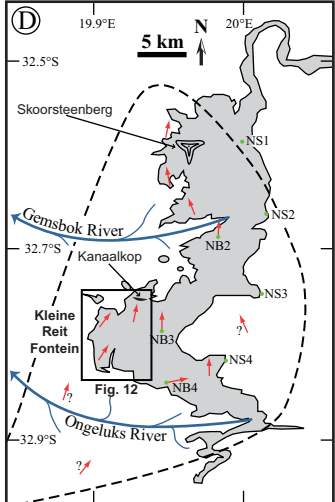 D
19.9°E
20°E
N
5 km
32.5°S
Skoorsteenberg
NS1
NS2
Gemsbok River
NB2
32.7°S
Kanaalkop
NS3
Kleine
Reit
Fontein
?
NB3
NS4
Fig. 12
NB4
?
Ongeluks River
32.9°S
?